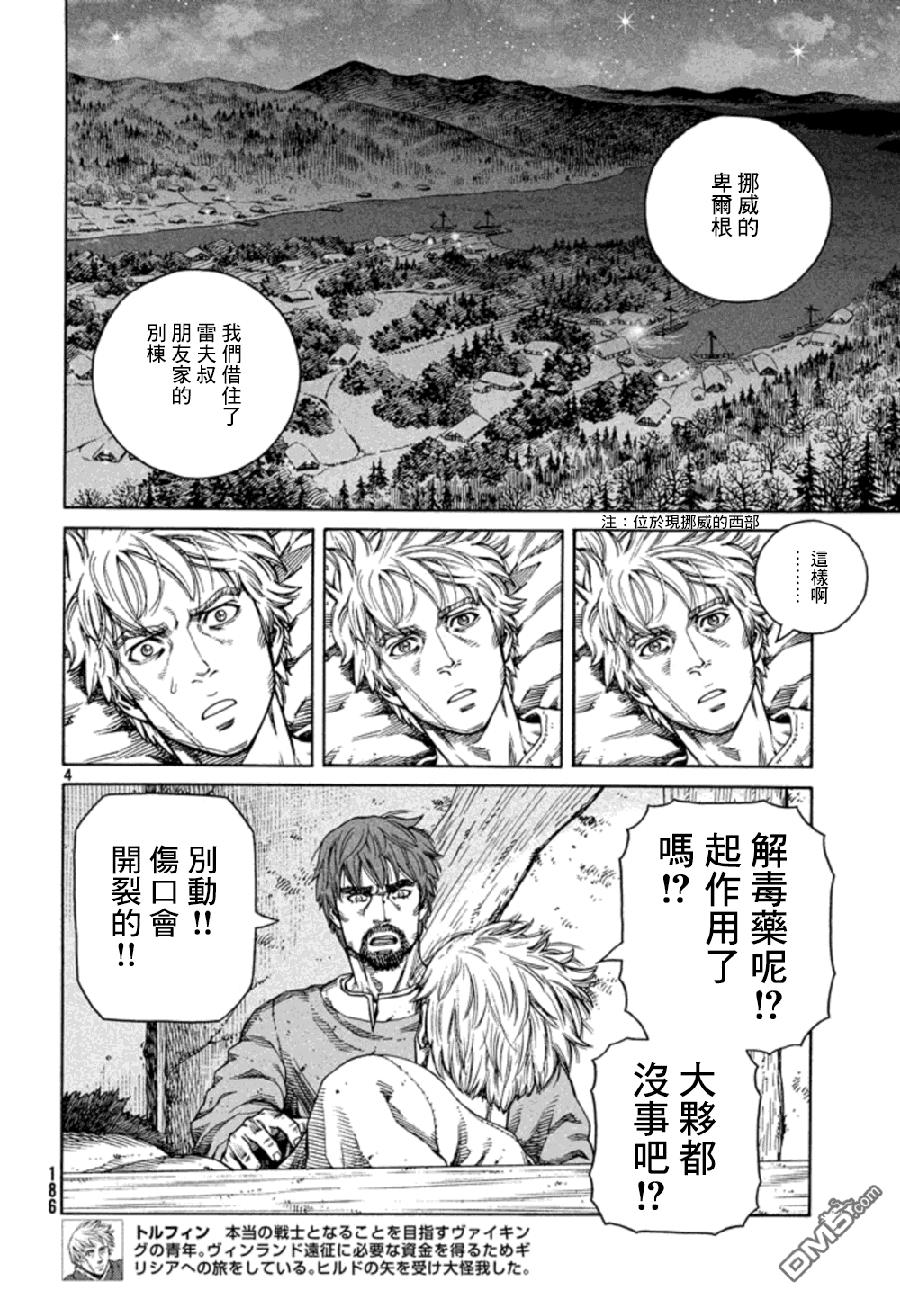 挪威的
卑爾根
我們借住了
雷夫叔
朋友家的
別棟
注：位於現挪威的西部
這樣啊
………
4
解毒藥呢!?
起作用了
嗎!?
大夥都
沒事吧!?
別動!!
傷口會
開裂的!!
186
トルフィン　本当の戦士となることを目指すヴァイキン
グの青年。ヴィンランド遠征に必要な資金を得るためギ
リシアへの旅をしている。ヒルドの矢を受け大怪我した。
DM5.COM